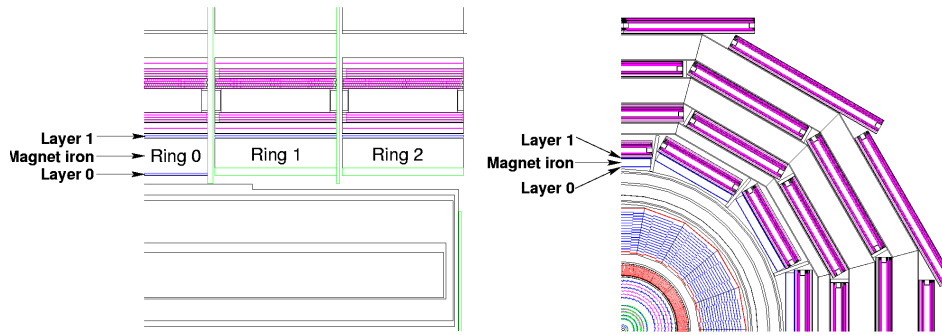 Layer 1
Magnet iron
Layer 0
Ring 0
Ring 1
Ring 2
Layer 1
Magnet iron
Layer 0